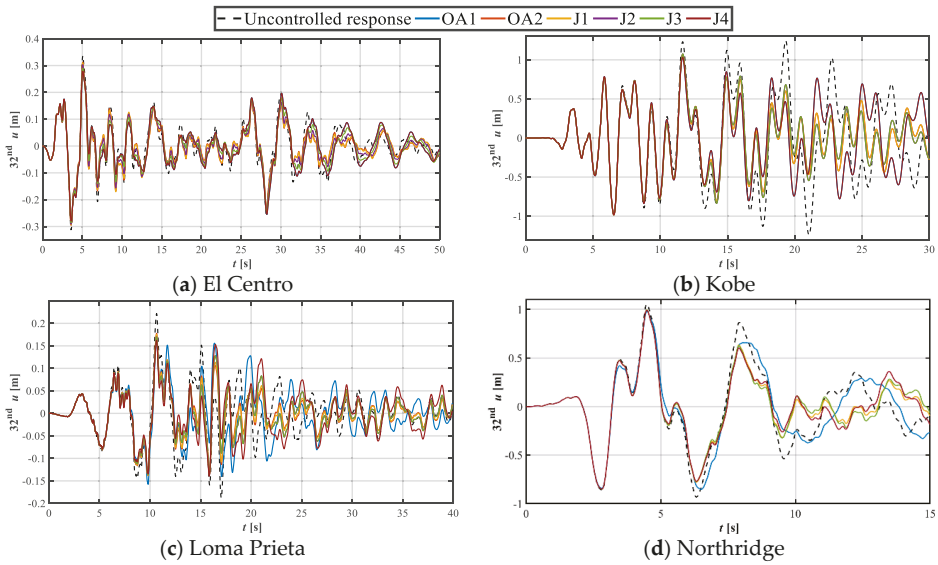 Uncontrolled response OA1 OA2 J1 J2 J3 J4
0.4
0.3
0.2
0.1
0
-0.1
-0.2
-0.3
32nd u [m]
0 5 10 15 20 25 30 35 40 45 50
t [s]
(a) El Centro
1
0.5
0
-0.5
-1
32nd u [m]
0 5 10 15 20 25 30
t [s]
(b) Kobe
0.2
0.15
0.1
0.05
0
-0.05
-0.1
-0.15
-0.2
32nd u [m]
0 5 10 15 20 25 30 35 40
t [s]
(c) Loma Prieta
1
0.5
0
-0.5
-1
32nd u [m]
0 5 10 15
t [s]
(d) Northridge